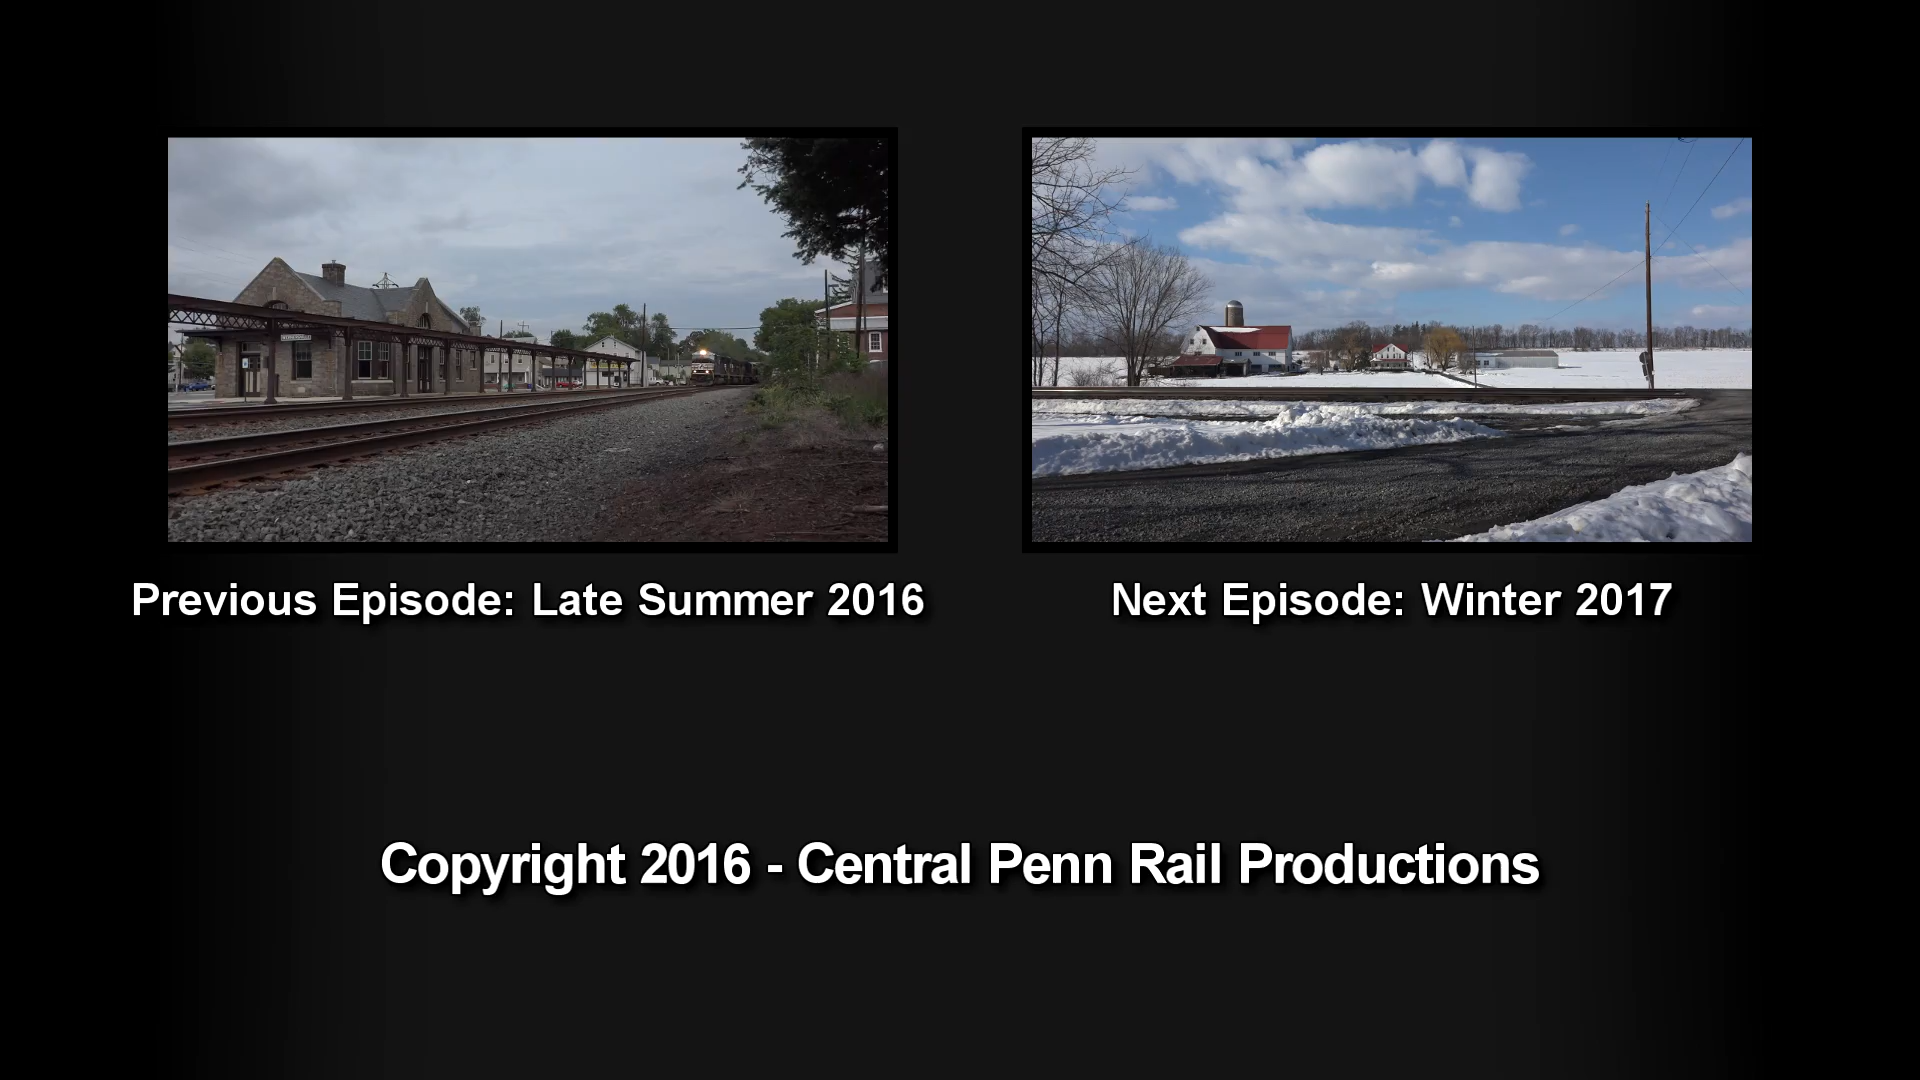 Previous Episode: Late Summer 2016
Next Episode: Winter 2017
Copyright 2016 - Central Penn Rail Productions